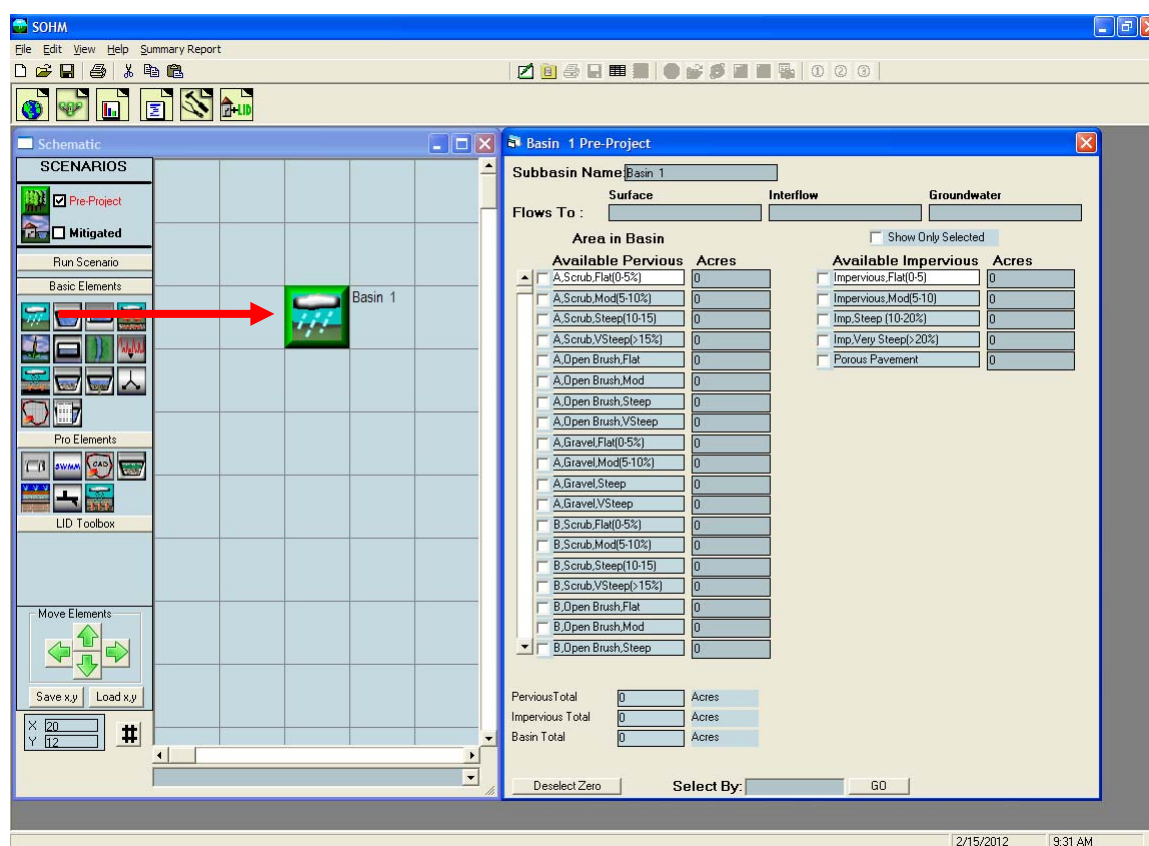 SOHM
File Edit View Help Summary Report
① ② ③
+LID
Schematic
SCENARIOS
Pre-Project
Mitigated
Run Scenario
Basic Elements
Pro Elements
SWMM CAD
LID Toolbox
Move Elements
Save x,y Load x,y
X 20
Y 12
#
Basin 1
Basin 1 Pre-Project
Subbasin Name: Basin 1
Surface Interflow Groundwater
Flows To :
Area in Basin Show Only Selected
Available Pervious Acres Available Impervious Acres
A,Scrub,Flat(0-5%) 0 Impervious,Flat(0-5) 0
A,Scrub,Mod(5-10%) 0 Impervious,Mod(5-10) 0
A,Scrub,Steep(10-15) 0 Imp,Steep (10-20%) 0
A,Scrub,VSteep(>15%) 0 Imp,Very Steep(>20%) 0
A,Open Brush,Flat 0 Porous Pavement 0
A,Open Brush,Mod 0
A,Open Brush,Steep 0
A,Open Brush,VSteep 0
A,Gravel,Flat(0-5%) 0
A,Gravel,Mod(5-10%) 0
A,Gravel,Steep 0
A,Gravel,VSteep 0
B,Scrub,Flat(0-5%) 0
B,Scrub,Mod(5-10%) 0
B,Scrub,Steep(10-15) 0
B,Scrub,VSteep(>15%) 0
B,Open Brush,Flat 0
B,Open Brush,Mod 0
B,Open Brush,Steep 0
PerviousTotal 0 Acres
Impervious Total 0 Acres
Basin Total 0 Acres
Deselect Zero Select By: GO
2/15/2012 9:31 AM